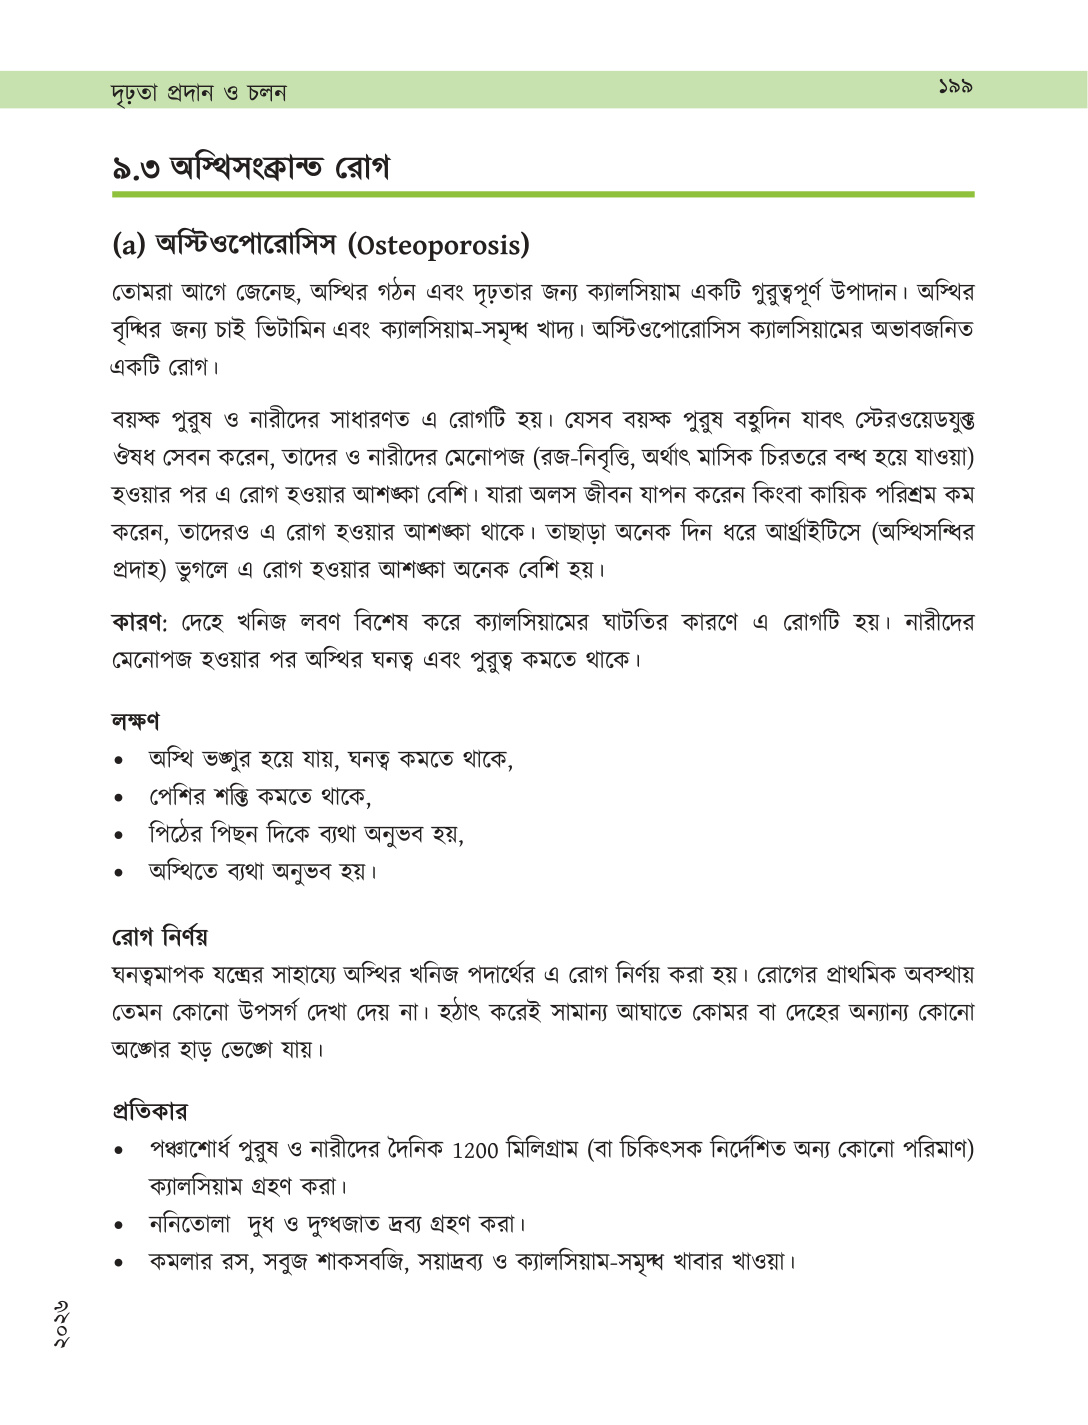 দৃঢ়তা প্রদান ও চলন
১৯৯
৯.৩ অস্থিসংক্রান্ত রোগ
(a) অস্টিওপোরোসিস (Osteoporosis)
তোমরা আগে জেনেছ, অস্থির গঠন এবং দৃঢ়তার জন্য ক্যালসিয়াম একটি গুরুত্বপূর্ণ উপাদান। অস্থির
বৃদ্ধির জন্য চাই ভিটামিন এবং ক্যালসিয়াম-সমৃদ্ধ খাদ্য। অস্টিওপোরোসিস ক্যালসিয়ামের অভাবজনিত
একটি রোগ।
বয়স্ক পুরুষ ও নারীদের সাধারণত এ রোগটি হয়। যেসব বয়স্ক পুরুষ বহুদিন যাবৎ স্টেরওয়েডযুক্ত
ঔষধ সেবন করেন, তাদের ও নারীদের মেনোপজ (রজ-নিবৃত্তি, অর্থাৎ মাসিক চিরতরে বন্ধ হয়ে যাওয়া)
হওয়ার পর এ রোগ হওয়ার আশঙ্কা বেশি। যারা অলস জীবন যাপন করেন কিংবা কায়িক পরিশ্রম কম
করেন, তাদেরও এ রোগ হওয়ার আশঙ্কা থাকে। তাছাড়া অনেক দিন ধরে আর্থ্রাইটিসে (অস্থিসন্ধির
প্রদাহ) ভুগলে এ রোগ হওয়ার আশঙ্কা অনেক বেশি হয়।
কারণ: দেহে খনিজ লবণ বিশেষ করে ক্যালসিয়ামের ঘাটতির কারণে এ রোগটি হয়। নারীদের
মেনোপজ হওয়ার পর অস্থির ঘনত্ব এবং পুরুত্ব কমতে থাকে।
লক্ষণ
• অস্থি ভঙ্গুর হয়ে যায়, ঘনত্ব কমতে থাকে,
• পেশির শক্তি কমতে থাকে,
• পিঠের পিছন দিকে ব্যথা অনুভব হয়,
• অস্থিতে ব্যথা অনুভব হয়।
রোগ নির্ণয়
ঘনত্বমাপক যন্ত্রের সাহায্যে অস্থির খনিজ পদার্থের এ রোগ নির্ণয় করা হয়। রোগের প্রাথমিক অবস্থায়
তেমন কোনো উপসর্গ দেখা দেয় না। হঠাৎ করেই সামান্য আঘাতে কোমর বা দেহের অন্যান্য কোনো
অঙ্গের হাড় ভেঙ্গে যায়।
প্রতিকার
• পঞ্চাশোর্ধ পুরুষ ও নারীদের দৈনিক 1200 মিলিগ্রাম (বা চিকিৎসক নির্দেশিত অন্য কোনো পরিমাণ)
ক্যালসিয়াম গ্রহণ করা।
• ননিতোলা দুধ ও দুগ্ধজাত দ্রব্য গ্রহণ করা।
• কমলার রস, সবুজ শাকসবজি, সয়াদ্রব্য ও ক্যালসিয়াম-সমৃদ্ধ খাবার খাওয়া।
২০২৬